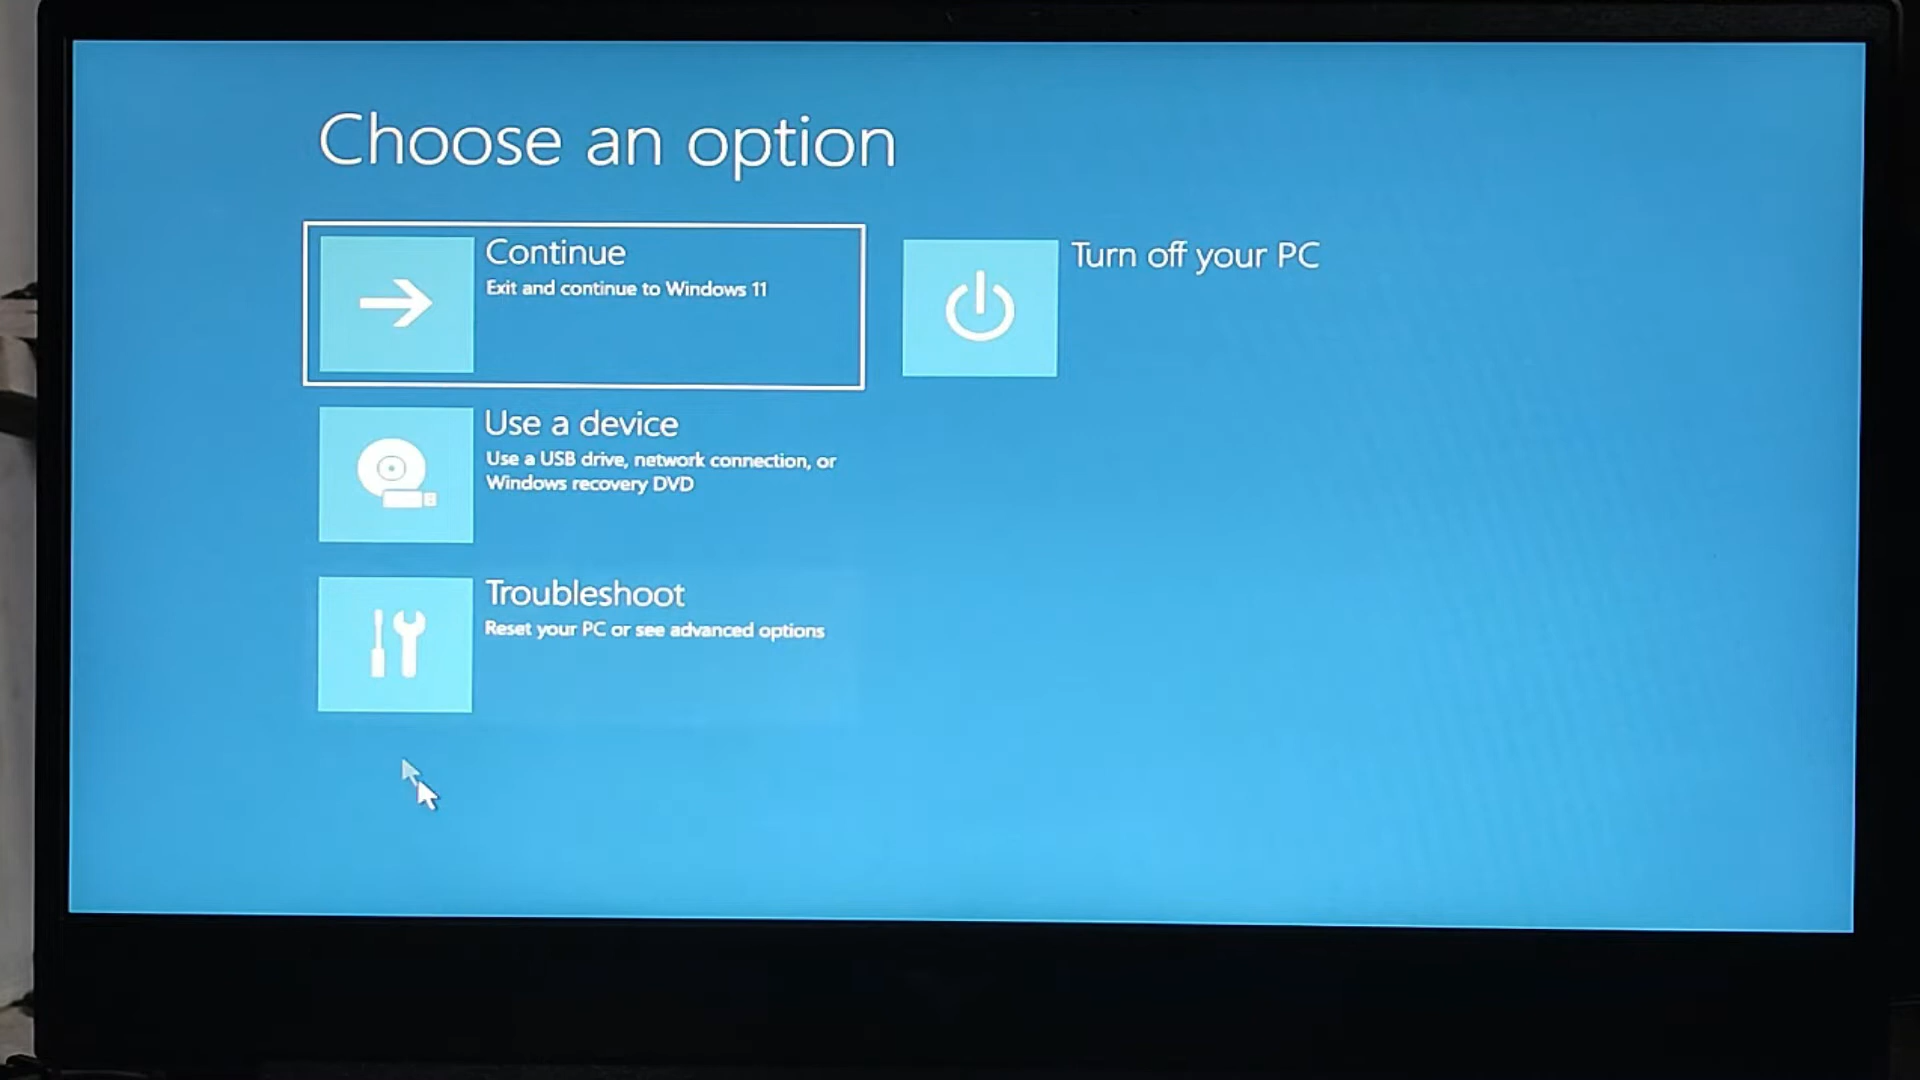 Choose an option
Continue
Exit and continue to Windows 11
Turn off your PC
Use a device
Use a USB drive, network connection, or
Windows recovery DVD
Troubleshoot
Reset your PC or see advanced options